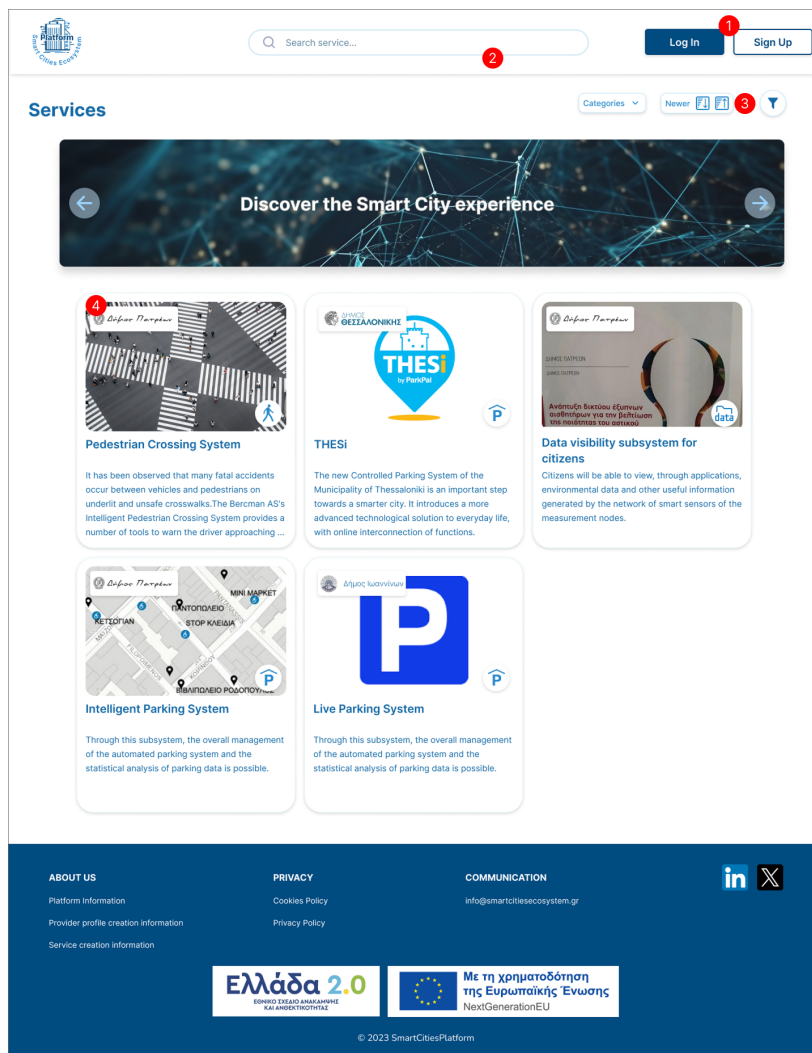 Platform
Smart Cities Ecosystem
Search service...
1
Log In
Sign Up
2
Services
Categories
Newer
3
Discover the Smart City experience
4
Δήμος Πατρέων
Pedestrian Crossing System
It has been observed that many fatal accidents
occur between vehicles and pedestrians on
underlit and unsafe crosswalks.The Bercman AS's
Intelligent Pedestrian Crossing System provides a
number of tools to warn the driver approaching ...
ΔΗΜΟΣ
ΘΕΣΣΑΛΟΝΙΚΗΣ
THESi
by ParkPal
P
THESi
The new Controlled Parking System of the
Municipality of Thessaloniki is an important step
towards a smarter city. It introduces a more
advanced technological solution to everyday life,
with online interconnection of functions.
Δήμος Πατρέων
ΔΗΜΟΣ ΠΑΤΡΕΩΝ
ΔΗΜΟΣ ΠΑΤΡΕΩΝ
Ανάπτυξη δικτύου έξυπνων
αισθητήρων για την βελτίωση
της ποιότητας του αστικού
data
Data visibility subsystem for
citizens
Citizens will be able to view, through applications,
environmental data and other useful information
generated by the network of smart sensors of the
measurement nodes.
Δήμος Πατρέων
MINI MAPKET
ΠΑΝΤΟΠΩΛΕΙΟ
ΚΕΤΣΟΓΙΑΝ
STOP ΚΛΕΙΔΙΑ
FILOPOIMENOS
KORINTHOU
ΒΙΒΛΙΠΩΛΕΙΟ ΡΟΔΟΠΟΥΛΟΣ
P
Intelligent Parking System
Through this subsystem, the overall management
of the automated parking system and the
statistical analysis of parking data is possible.
Δήμος Ιωαννίνων
P
P
Live Parking System
Through this subsystem, the overall management
of the automated parking system and the
statistical analysis of parking data is possible.
ABOUT US
Platform Information
Provider profile creation information
Service creation information
PRIVACY
Cookies Policy
Privacy Policy
COMMUNICATION
info@smartcitiesecosystem.gr
in
X
Ελλάδα 2.0
ΕΘΝΙΚΟ ΣΧΕΔΙΟ ΑΝΑΚΑΜΨΗΣ
ΚΑΙ ΑΝΘΕΚΤΙΚΟΤΗΤΑΣ
Με τη χρηματοδότηση
της Ευρωπαϊκής Ένωσης
NextGenerationEU
© 2023 SmartCitiesPlatform